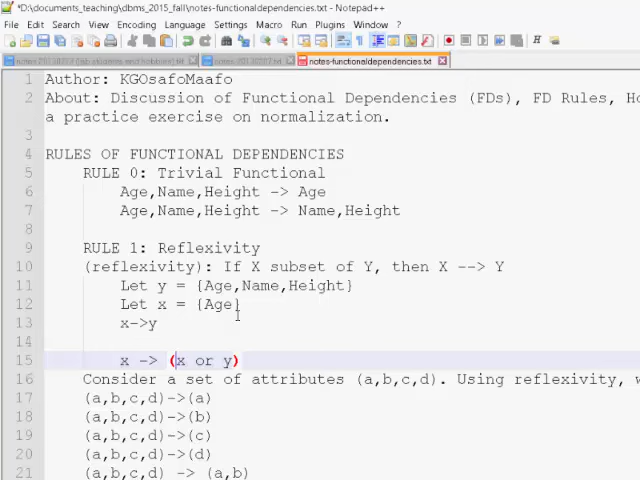 *D:\documents_teaching\dbms_2015_fall\notes-functionaldependencies.txt - Notepad++
File Edit Search View Encoding Language Settings Macro Run Plugins Window ?
notes-functionaldependencies.txt
1 Author: KGOsafoMaafo
2 About: Discussion of Functional Dependencies (FDs), FD Rules,
a practice exercise on normalization.
3
4 RULES OF FUNCTIONAL DEPENDENCIES
5 RULE 0: Trivial Functional
6 Age,Name,Height -> Age
7 Age,Name,Height -> Name,Height
8
9 RULE 1: Reflexivity
10 (reflexivity): If X subset of Y, then X --> Y
11 Let y = {Age,Name,Height}
12 Let x = {Age}
13 x->y
14
15 x -> (x or y)
16 Consider a set of attributes (a,b,c,d). Using reflexivity,
17 (a,b,c,d)->(a)
18 (a,b,c,d)->(b)
19 (a,b,c,d)->(c)
20 (a,b,c,d)->(d)
21 (a,b,c,d) -> (a,b)